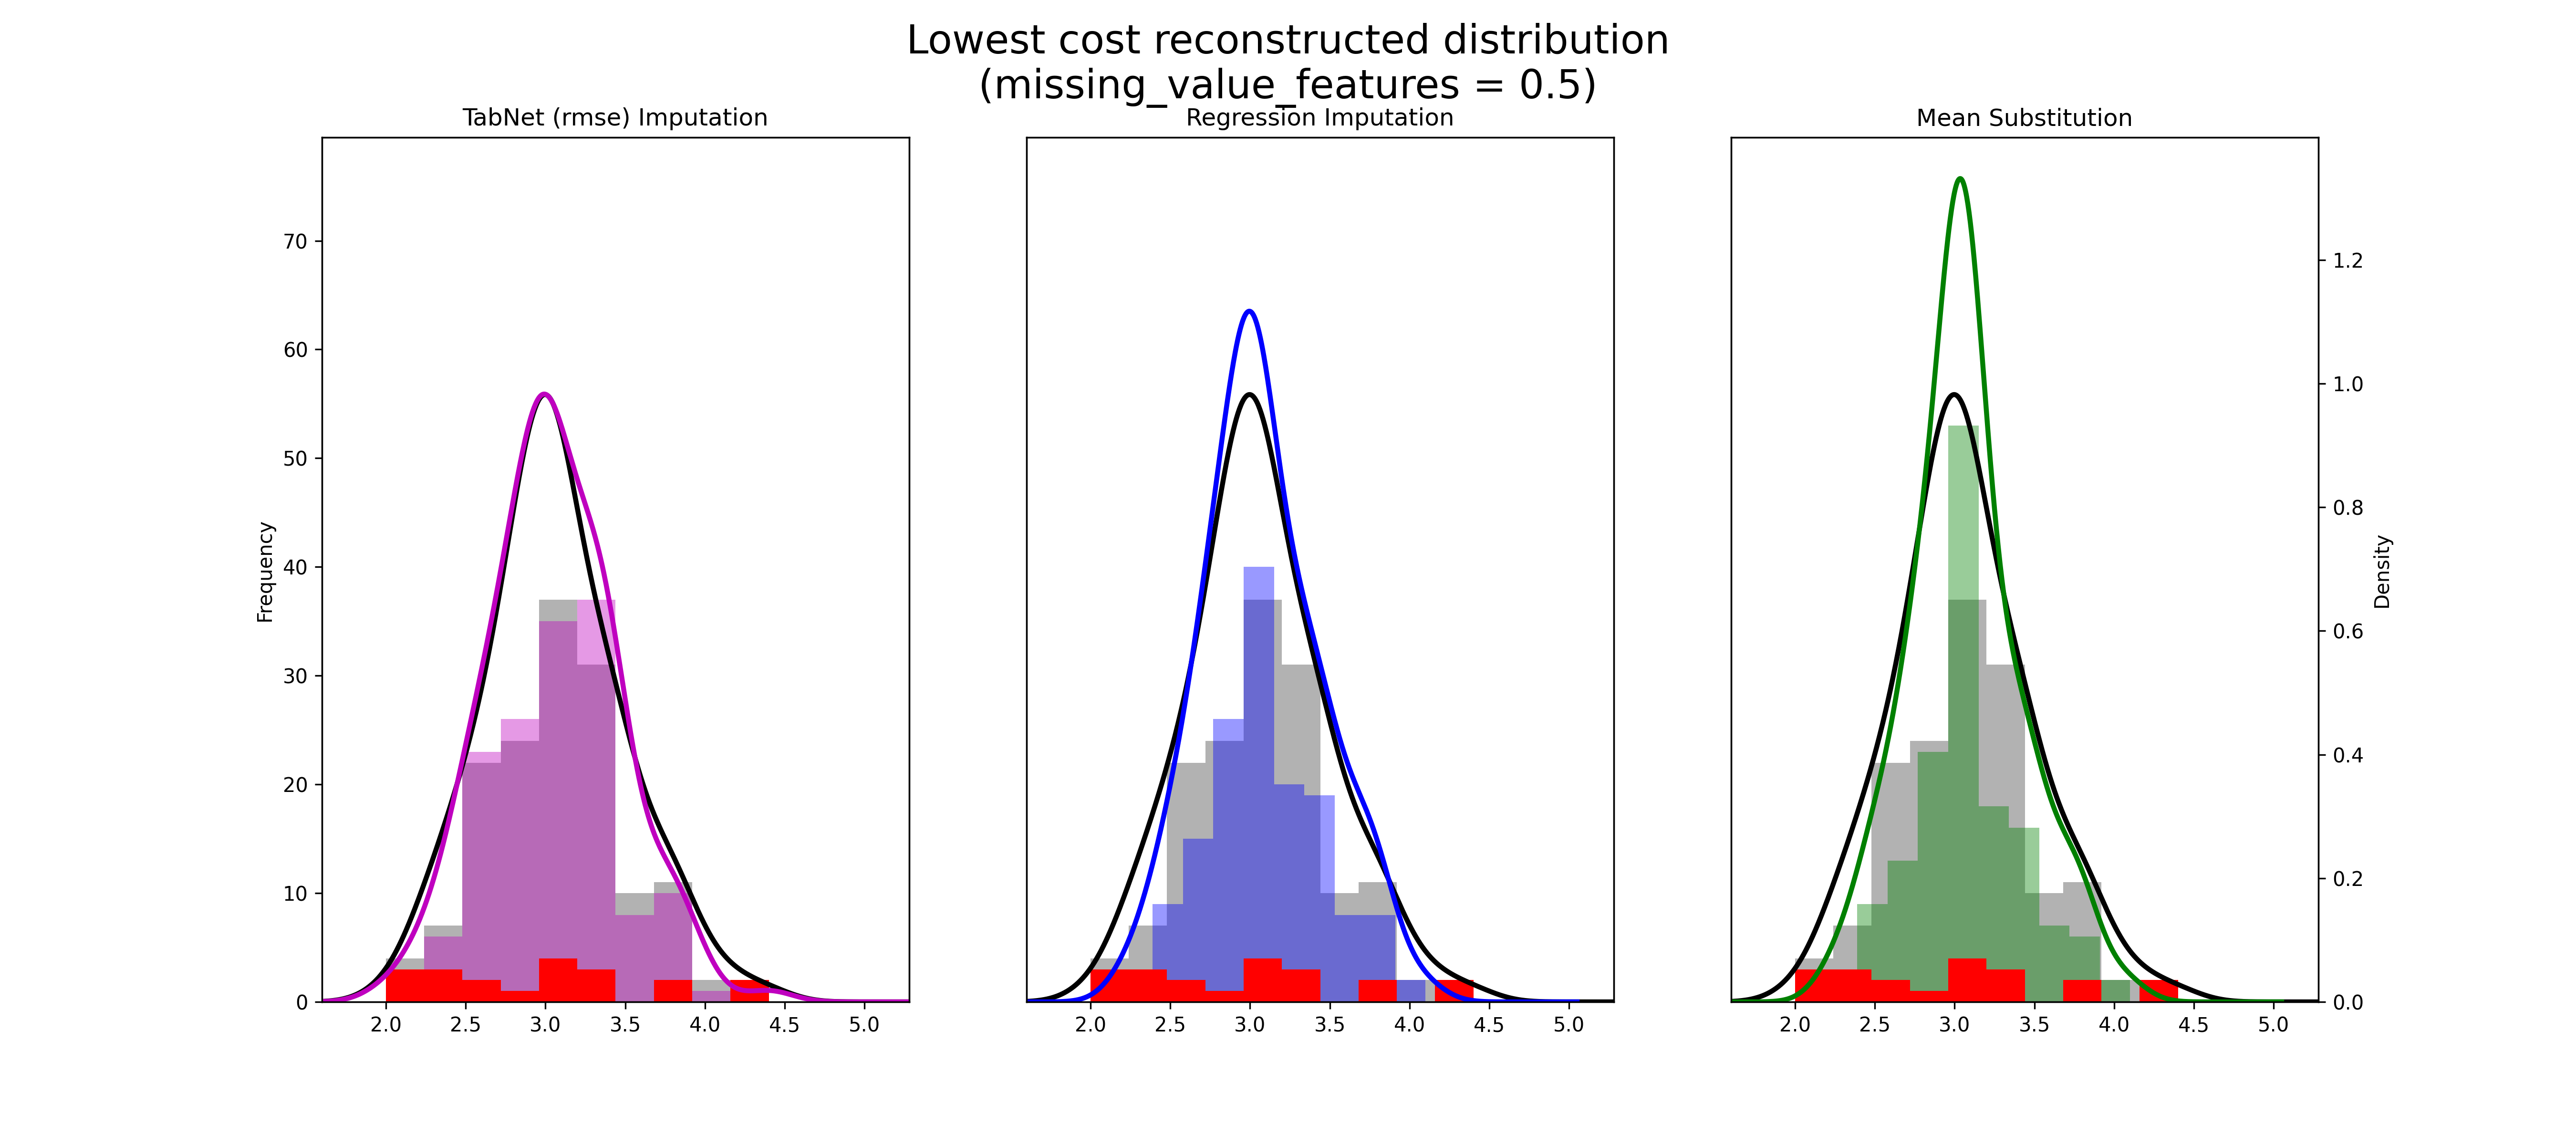 Lowest cost reconstructed distribution
(missing_value_features = 0.5)
TabNet (rmse) Imputation
Regression Imputation
Mean Substitution
Frequency
70
60
50
40
30
20
10
0
2.0 2.5 3.0 3.5 4.0 4.5 5.0
2.0 2.5 3.0 3.5 4.0 4.5 5.0
2.0 2.5 3.0 3.5 4.0 4.5 5.0
1.2
1.0
0.8
0.6
0.4
0.2
0.0
Density